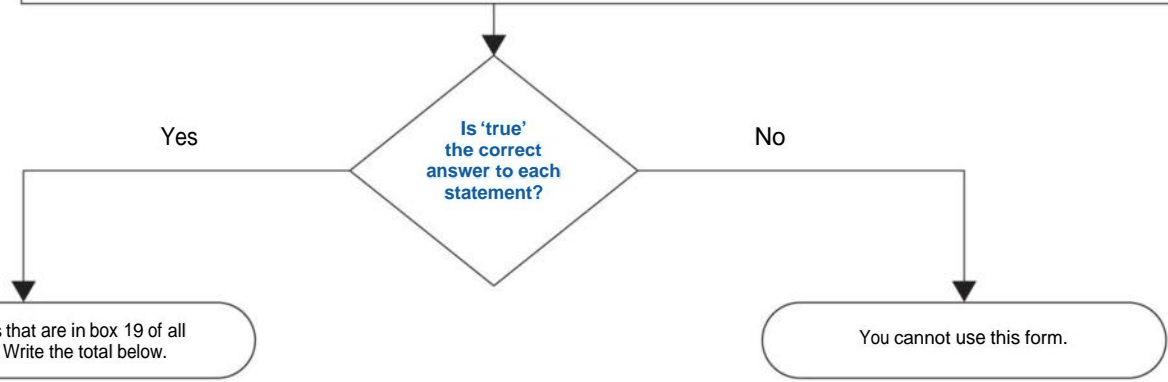 Is ‘true’
the correct
answer to each
statement?
Yes
No
that are in box 19 of all
Write the total below.
You cannot use this form.